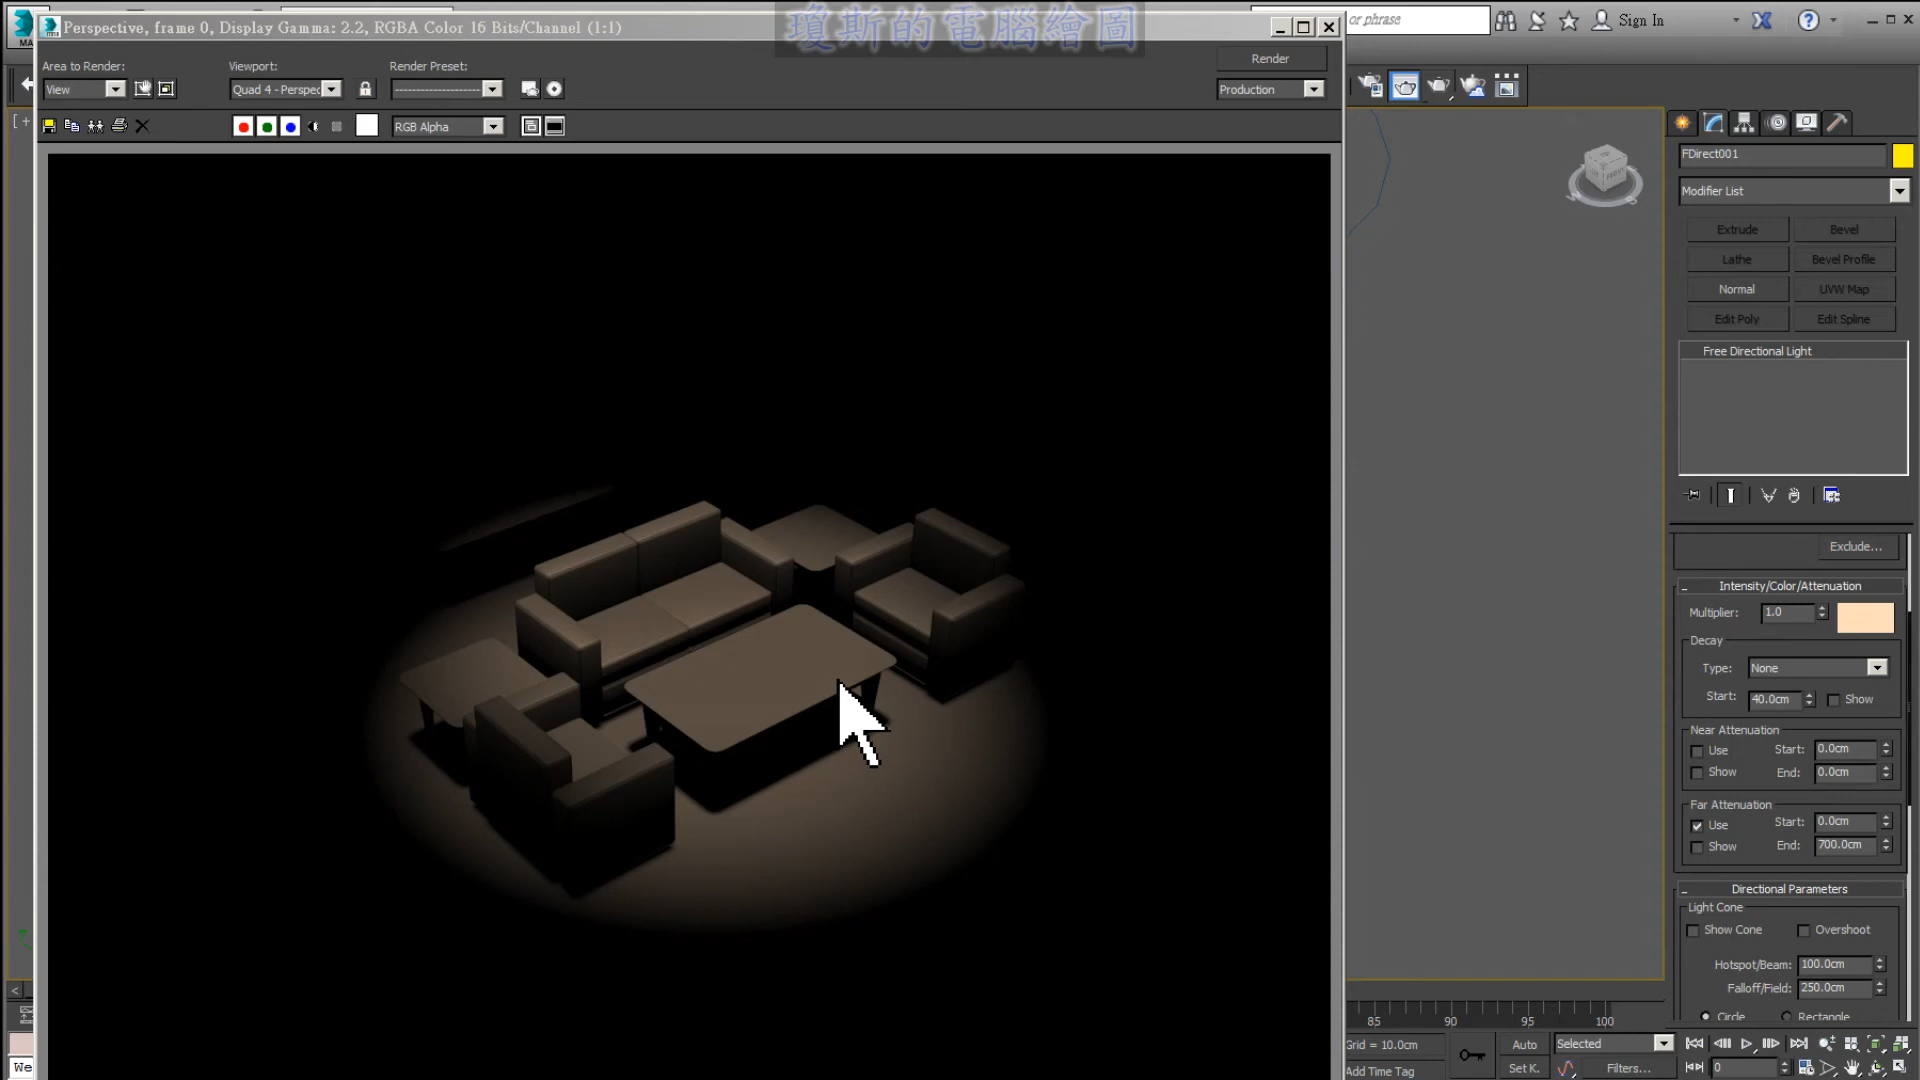 Perspective, frame 0, Display Gamma: 2.2, RGBA Color 16 Bits/Channel (1:1)
瓊斯的電腦繪圖
or phrase
Sign In
Area to Render:
Viewport:
Render Preset:
Render
View
Quad 4 - Perspec
Production
RGB Alpha
FDirect001
Modifier List
Extrude
Bevel
Lathe
Bevel Profile
Normal
UVW Map
Edit Poly
Edit Spline
Free Directional Light
Exclude...
Intensity/Color/Attenuation
Multiplier: 1.0
Decay
Type: None
Start: 40.0cm Show
Near Attenuation
Use Start: 0.0cm
Show End: 0.0cm
Far Attenuation
Use Start: 0.0cm
Show End: 700.0cm
Directional Parameters
Light Cone
Show Cone Overshoot
Hotspot/Beam: 100.0cm
Falloff/Field: 250.0cm
Circle Rectangle
85 90 95 100
Grid = 10.0cm
Auto
Selected
Add Time Tag
Set K.
Filters...
0
We